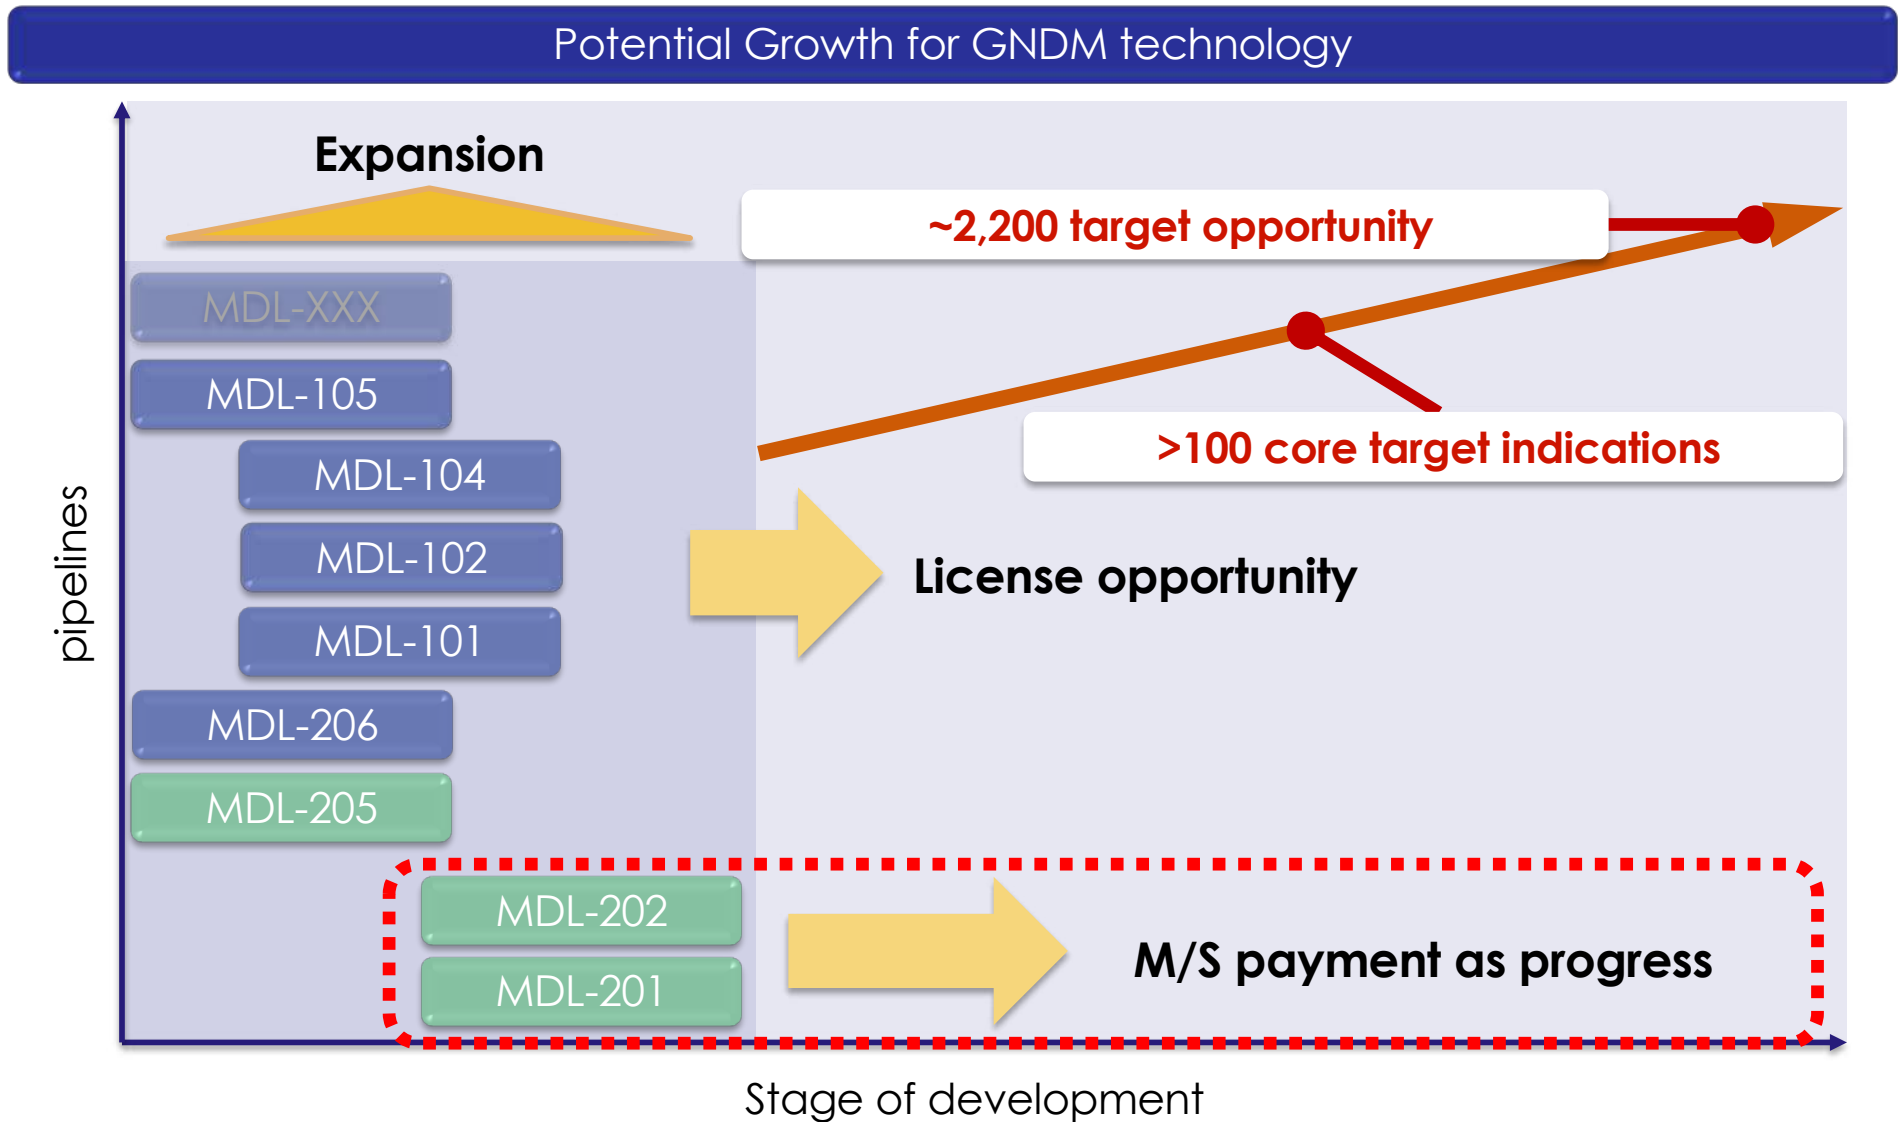 Potential Growth for GNDM technology
Expansion
~2,200 target opportunity
MDL-XXX
MDL-105
>100 core target indications
MDL-104
MDL-102
License opportunity
MDL-101
pipelines
MDL-206
MDL-205
MDL-202
M/S payment as progress
MDL-201
Stage of development